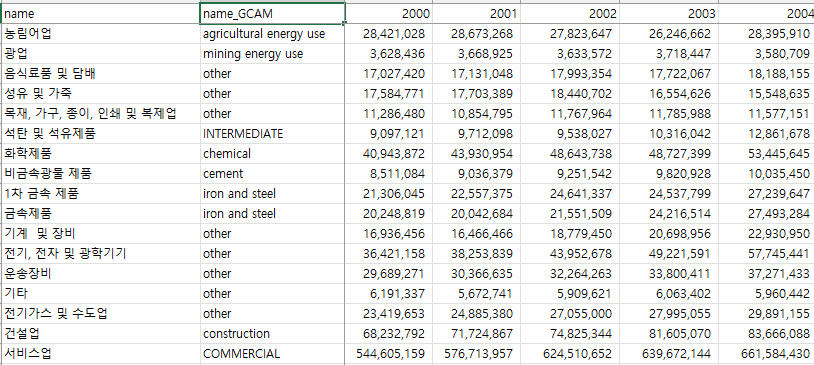 name name_GCAM 2000 2001 2002 2003 2004
농림어업 agricultural energy use 28,421,028 28,673,268 27,823,647 26,246,662 28,395,910
광업 mining energy use 3,628,436 3,668,925 3,633,572 3,718,447 3,580,709
음식료품 및 담배 other 17,027,420 17,131,048 17,993,354 17,722,067 18,188,155
섬유 및 가죽 other 17,584,771 17,703,389 18,440,702 16,554,626 15,548,635
목재, 가구, 종이, 인쇄 및 복제업 other 11,286,480 10,854,795 11,767,964 11,785,988 11,577,151
석탄 및 석유제품 INTERMEDIATE 9,097,121 9,712,098 9,538,027 10,316,042 12,861,678
화학제품 chemical 40,943,872 43,930,954 48,643,738 48,727,399 53,445,645
비금속광물 제품 cement 8,511,084 9,036,379 9,251,542 9,820,928 10,035,450
1차 금속 제품 iron and steel 21,306,045 22,557,375 24,641,337 24,537,799 27,239,647
금속제품 iron and steel 20,248,819 20,042,684 21,551,509 24,216,514 27,493,284
기계 및 장비 other 16,936,456 16,466,466 18,779,450 20,698,956 22,930,950
전기, 전자 및 광학기기 other 36,421,158 38,253,839 43,952,678 49,221,591 57,745,441
운송장비 other 29,689,271 30,366,635 32,264,263 33,800,411 37,271,433
기타 other 6,191,337 5,672,741 5,909,621 6,063,402 5,960,442
전기가스 및 수도업 other 23,419,653 24,885,380 27,055,000 27,995,055 29,891,155
건설업 construction 68,232,792 71,724,867 74,825,344 81,605,070 83,666,088
서비스업 COMMERCIAL 544,605,159 576,713,957 624,510,652 639,672,144 661,584,430